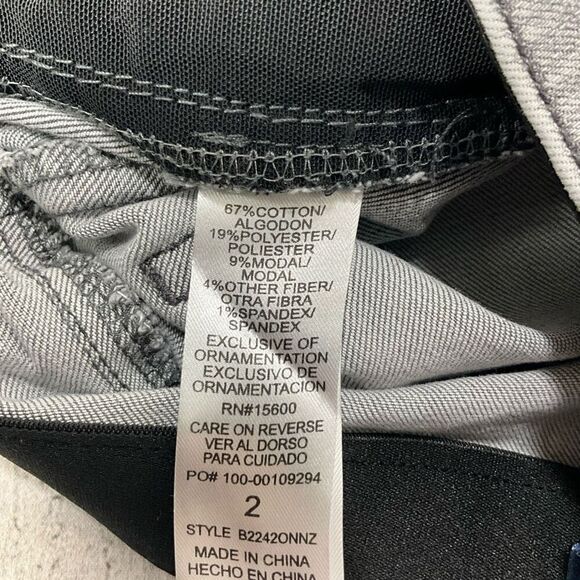 67%COTTON/
ALGODON
19%POLYESTER/
POLIESTER
9%MODAL/
MODAL
4%OTHER FIBER/
OTRA FIBRA
1%SPANDEX/
SPANDEX
EXCLUSIVE OF
ORNAMENTATION
EXCLUSIVO DE
ORNAMENTACION
RN#15600
CARE ON REVERSE
VER AL DORSO
PARA CUIDADO
PO# 100-00109294
2
STYLE B2242ONNZ
MADE IN CHINA
HECHO EN CHINA